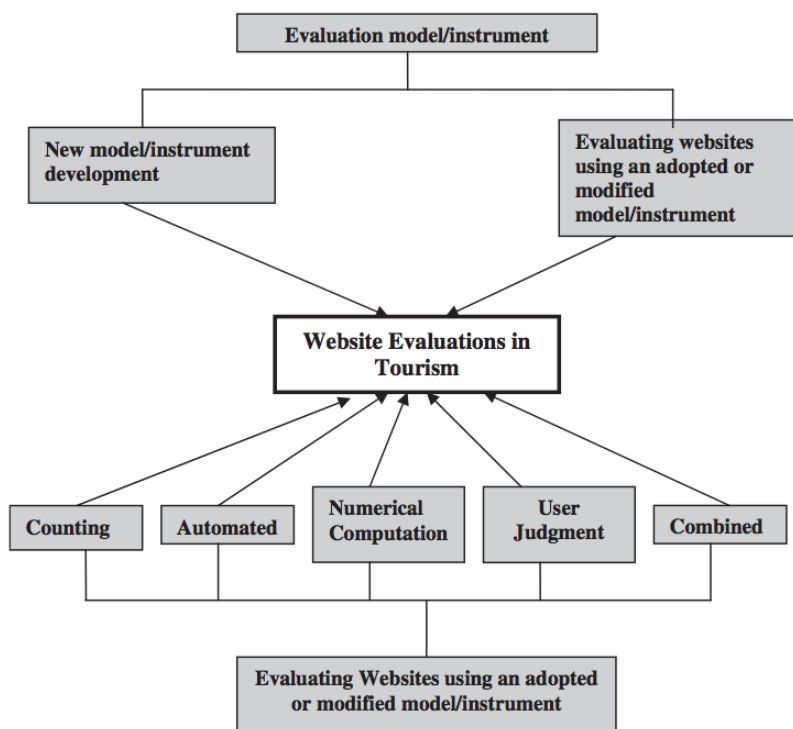 Evaluation model/instrument
New model/instrument
development
Evaluating websites
using an adopted or
modified
model/instrument
Website Evaluations in
Tourism
Counting
Automated
Numerical
Computation
User
Judgment
Combined
Evaluating Websites using an adopted
or modified model/instrument